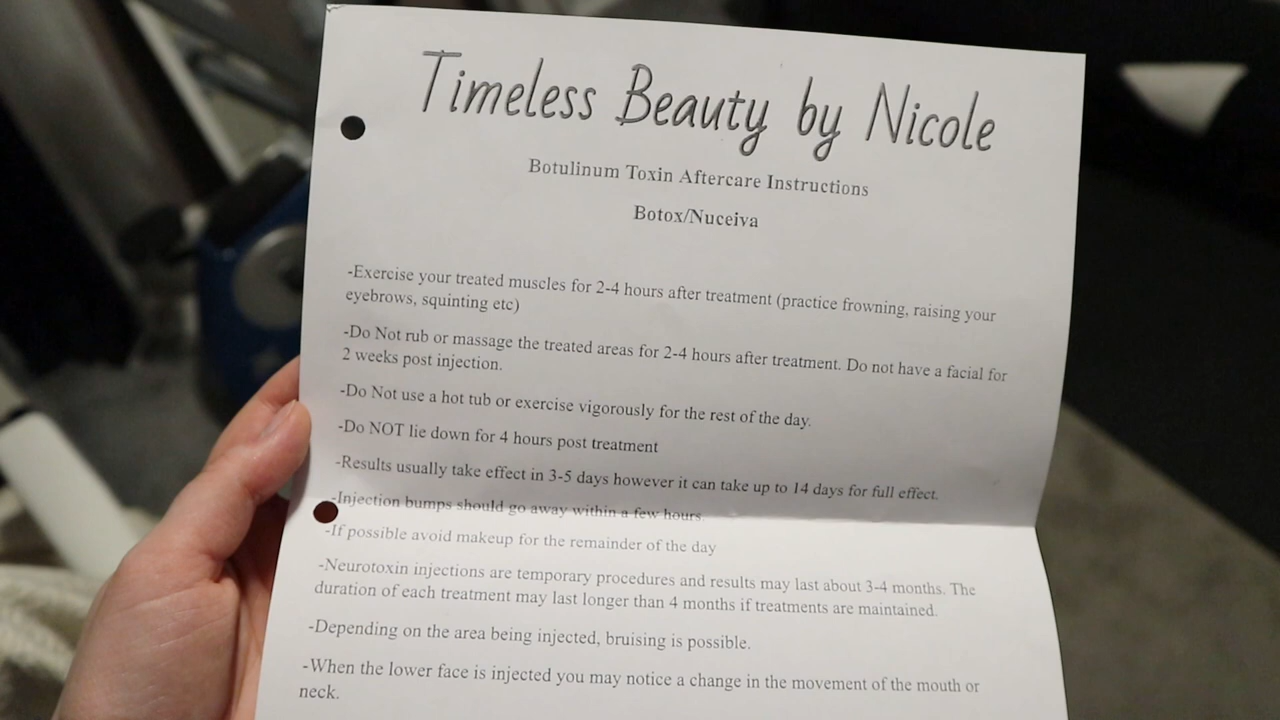 Timeless Beauty by Nicole
Botulinum Toxin Aftercare Instructions
Botox/Nuceiva
-Exercise your treated muscles for 2-4 hours after treatment (practice frowning, raising your
eyebrows, squinting etc)
-Do Not rub or massage the treated areas for 2-4 hours after treatment. Do not have a facial for
2 weeks post injection.
-Do Not use a hot tub or exercise vigorously for the rest of the day.
-Do NOT lie down for 4 hours post treatment
-Results usually take effect in 3-5 days however it can take up to 14 days for full effect.
-Injection bumps should go away within a few hours.
-If possible avoid makeup for the remainder of the day
-Neurotoxin injections are temporary procedures and results may last about 3-4 months. The
duration of each treatment may last longer than 4 months if treatments are maintained.
-Depending on the area being injected, bruising is possible.
-When the lower face is injected you may notice a change in the movement of the mouth or
neck.